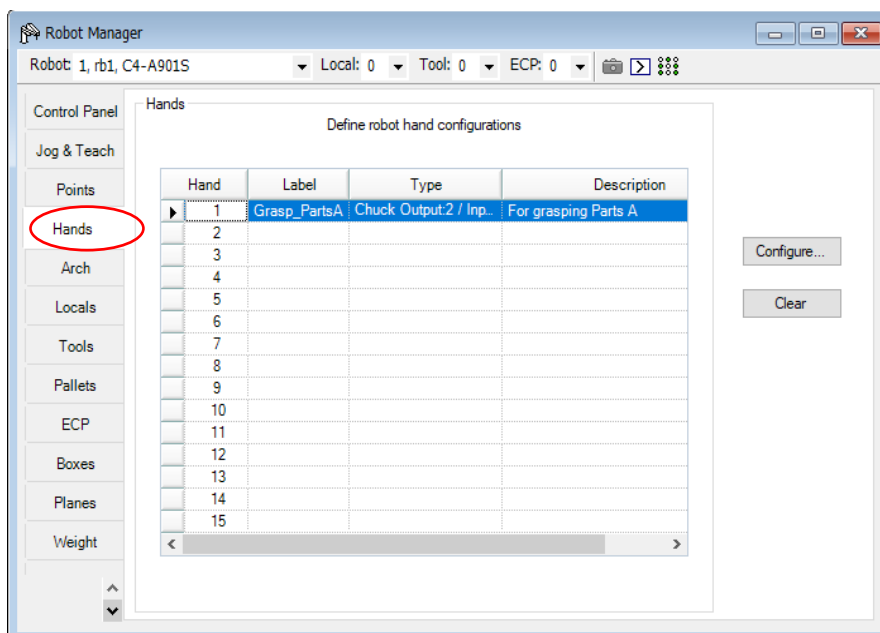 Robot Manager
Robot: 1, rb1, C4-A901S Local: 0 Tool: 0 ECP: 0
Control Panel
Jog & Teach
Points
Hands
Arch
Locals
Tools
Pallets
ECP
Boxes
Planes
Weight
Hands
Define robot hand configurations
Hand Label Type Description
1 Grasp_PartsA Chuck Output:2 / Inp... For grasping Parts A
2
3
4
5
6
7
8
9
10
11
12
13
14
15
Configure...
Clear